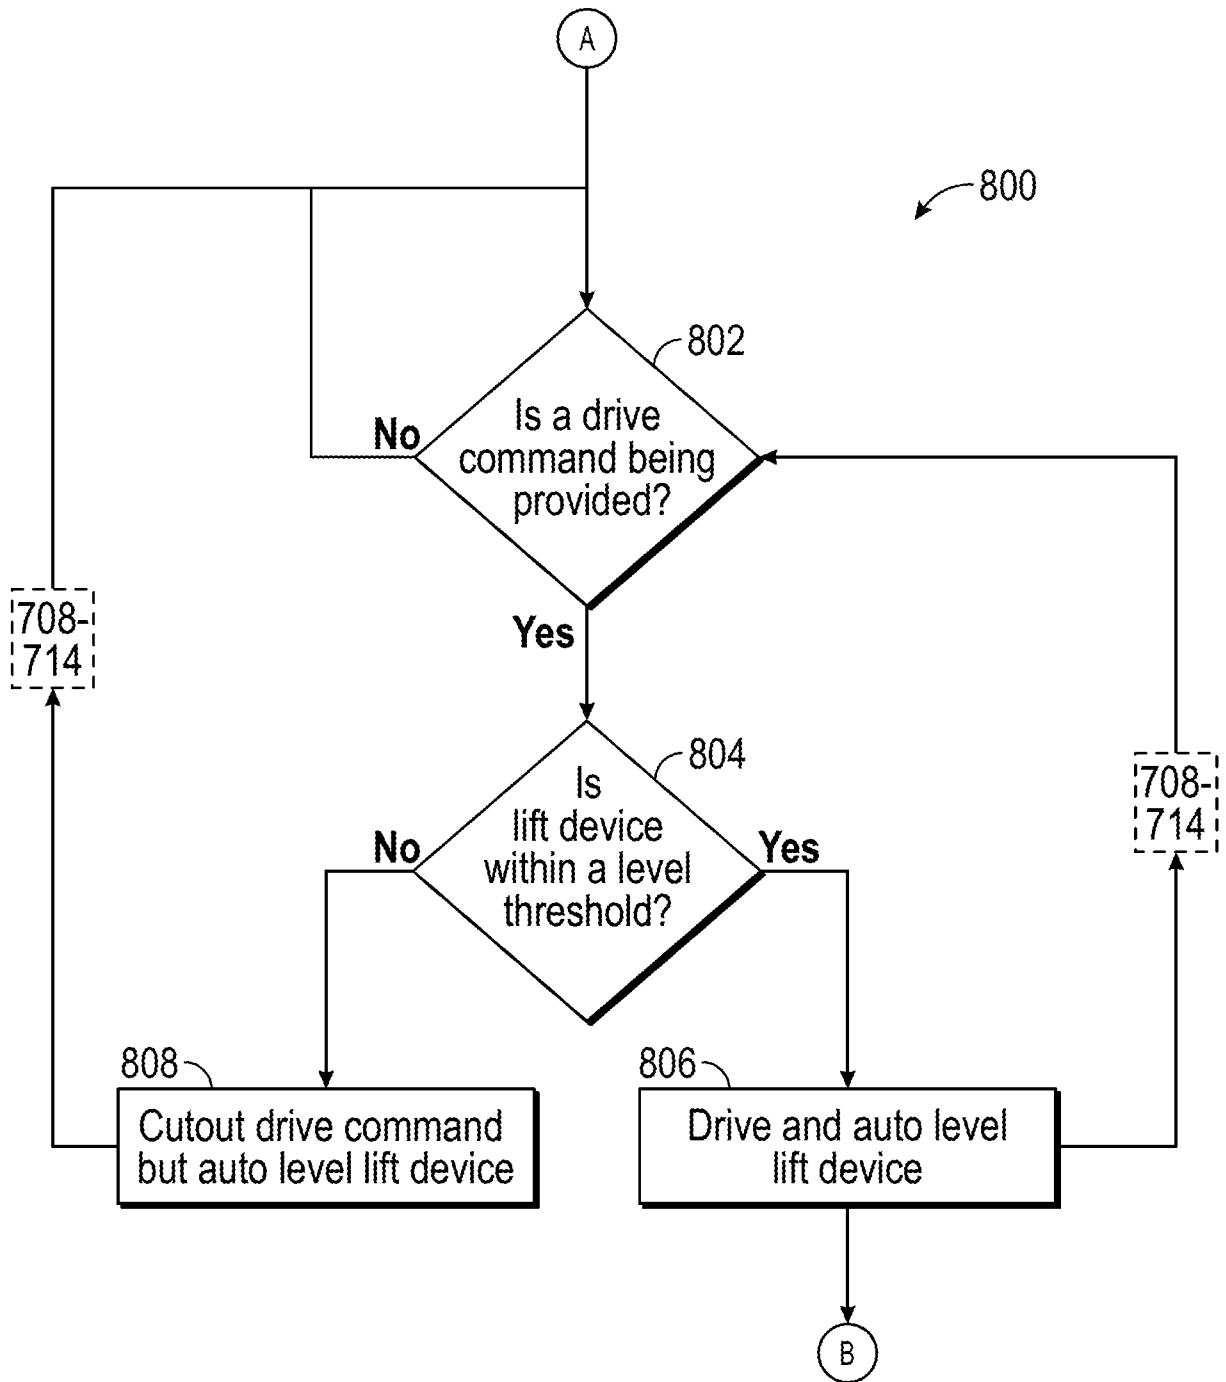 A
800
802
Is a drive
command being
provided?
No
Yes
708-
714
804
Is
lift device
within a level
threshold?
No
Yes
708-
714
808
Cutout drive command
but auto level lift device
806
Drive and auto level
lift device
B